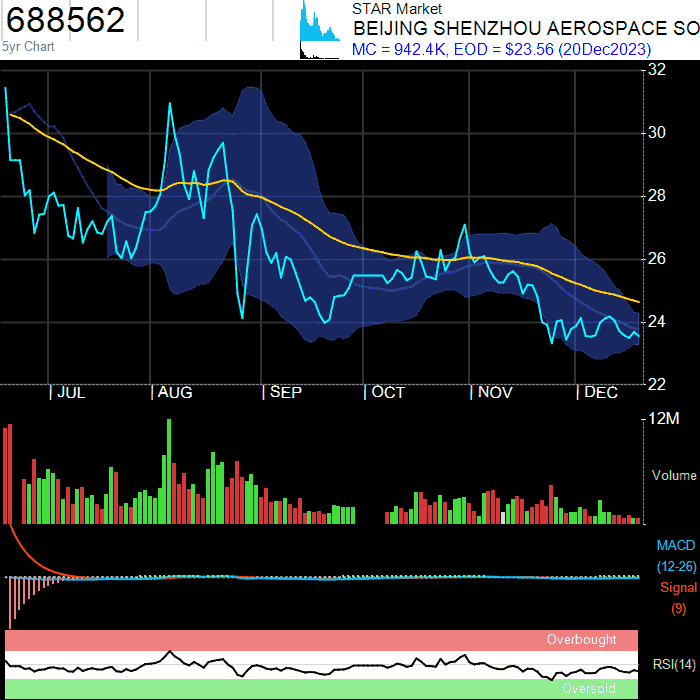 688562
5yr Chart
STAR Market
BEIJING SHENZHOU AEROSPACE SO
MC = 942.4K, EOD = $23.56 (20Dec2023)
32
30
28
26
24
22
JUL
AUG
SEP
OCT
NOV
DEC
12M
Volume
MACD
(12-26)
Signal
(9)
Overbought
RSI(14)
Oversold